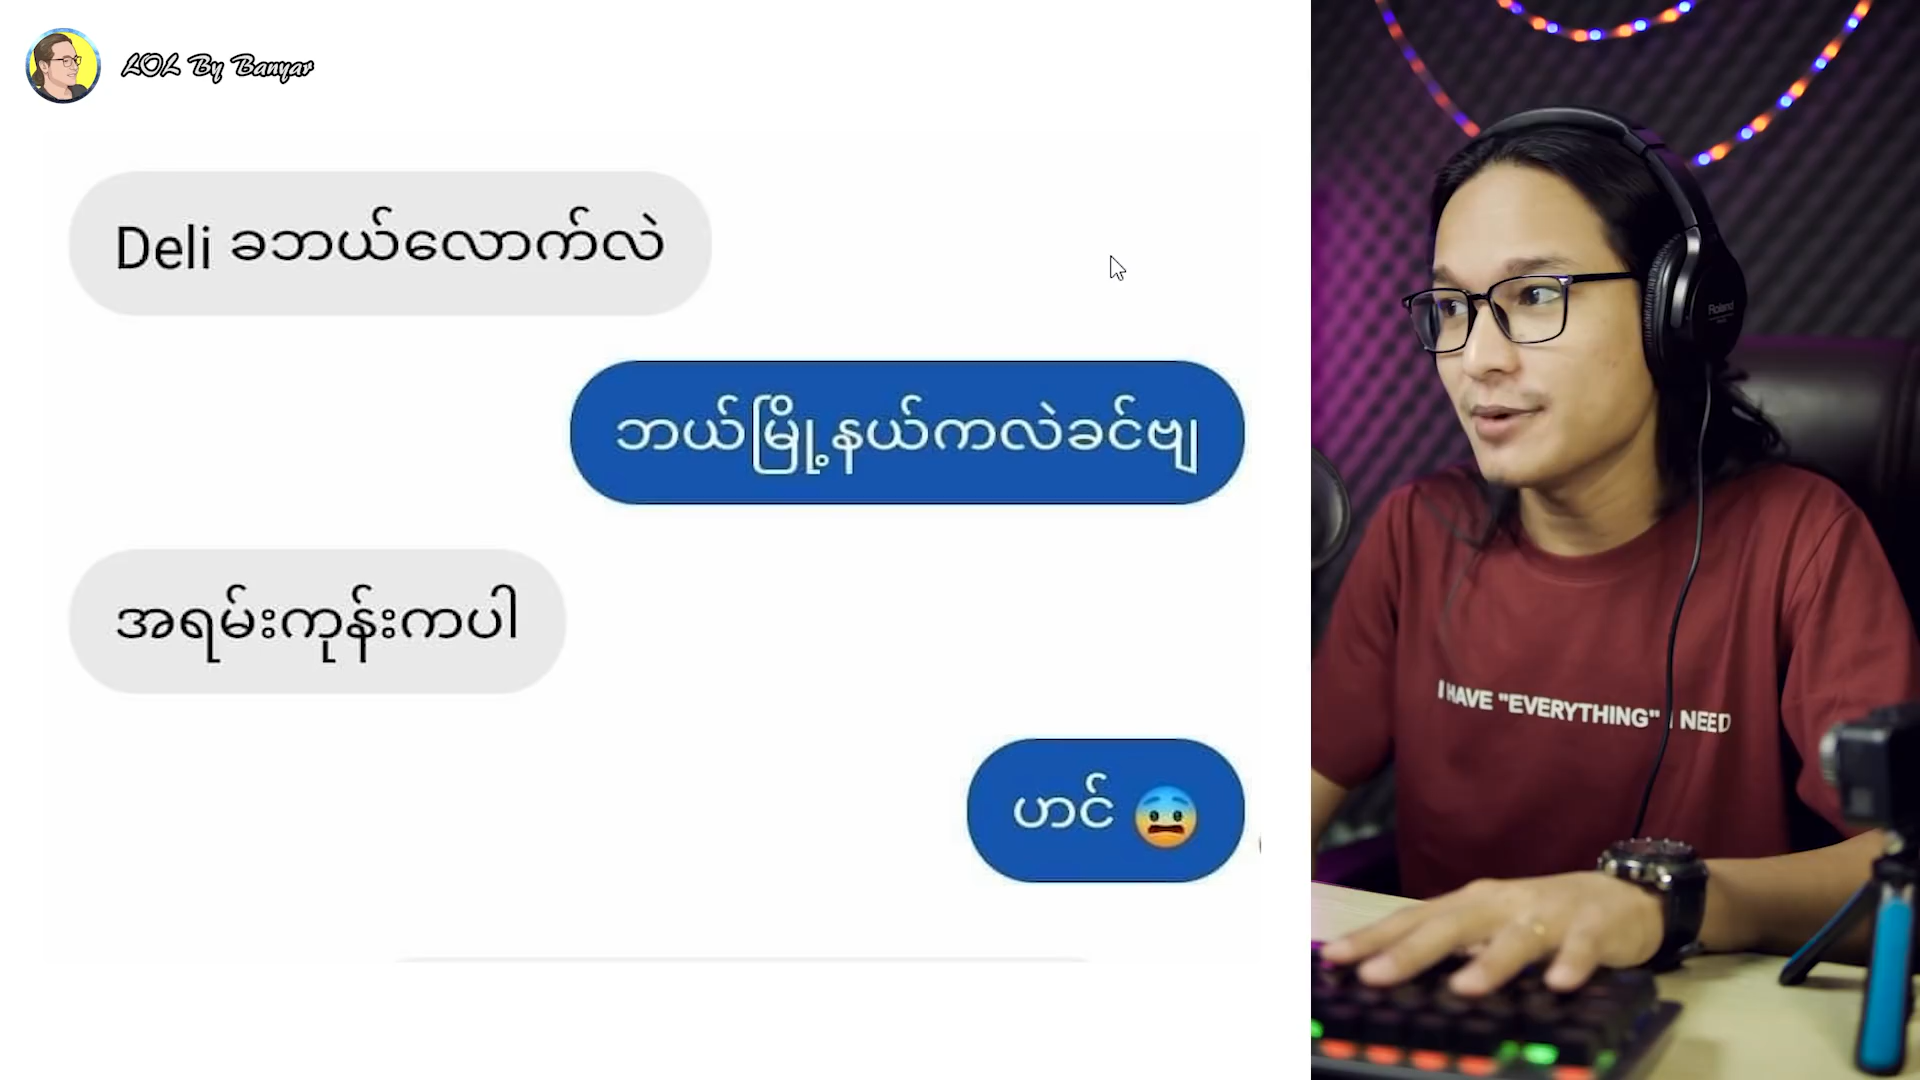 LOL By Banyar
Deli ခဘယ်လောက်လဲ
ဘယ်မြို့နယ်ကလဲခင်ဗျ
အရမ်းကုန်းကပါ
ဟင် 😨
Roland
I HAVE "EVERYTHING" I NEED